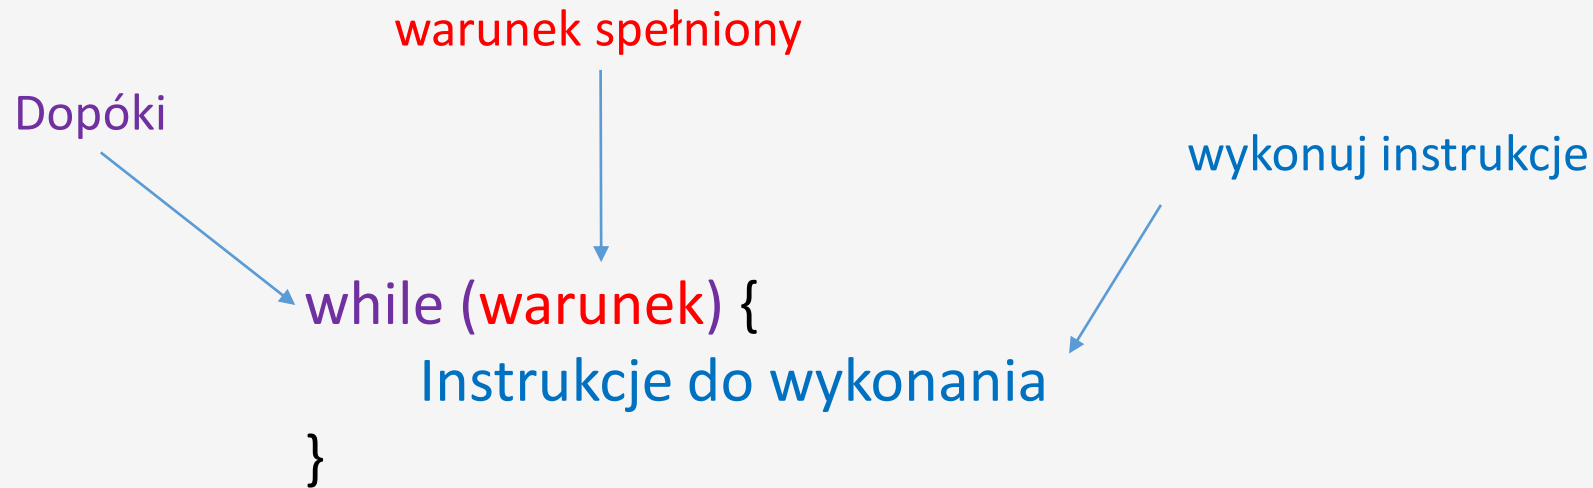 warunek spełniony
Dopóki
wykonuj instrukcje
while (warunek) {
Instrukcje do wykonania
}